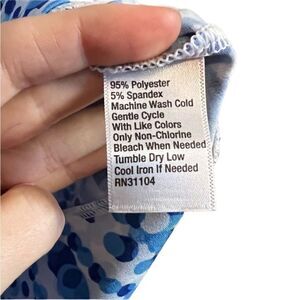 95% Polyester
5% Spandex
Machine Wash Cold
Gentle Cycle
With Like Colors
Only Non-Chlorine
Bleach When Needed
Tumble Dry Low
Cool Iron If Needed
RN31104